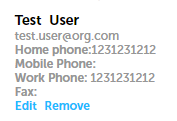 Test User
test.user@org.com
Home phone:1231231212
Mobile Phone:
Work Phone: 1231231212
Fax:
Edit Remove